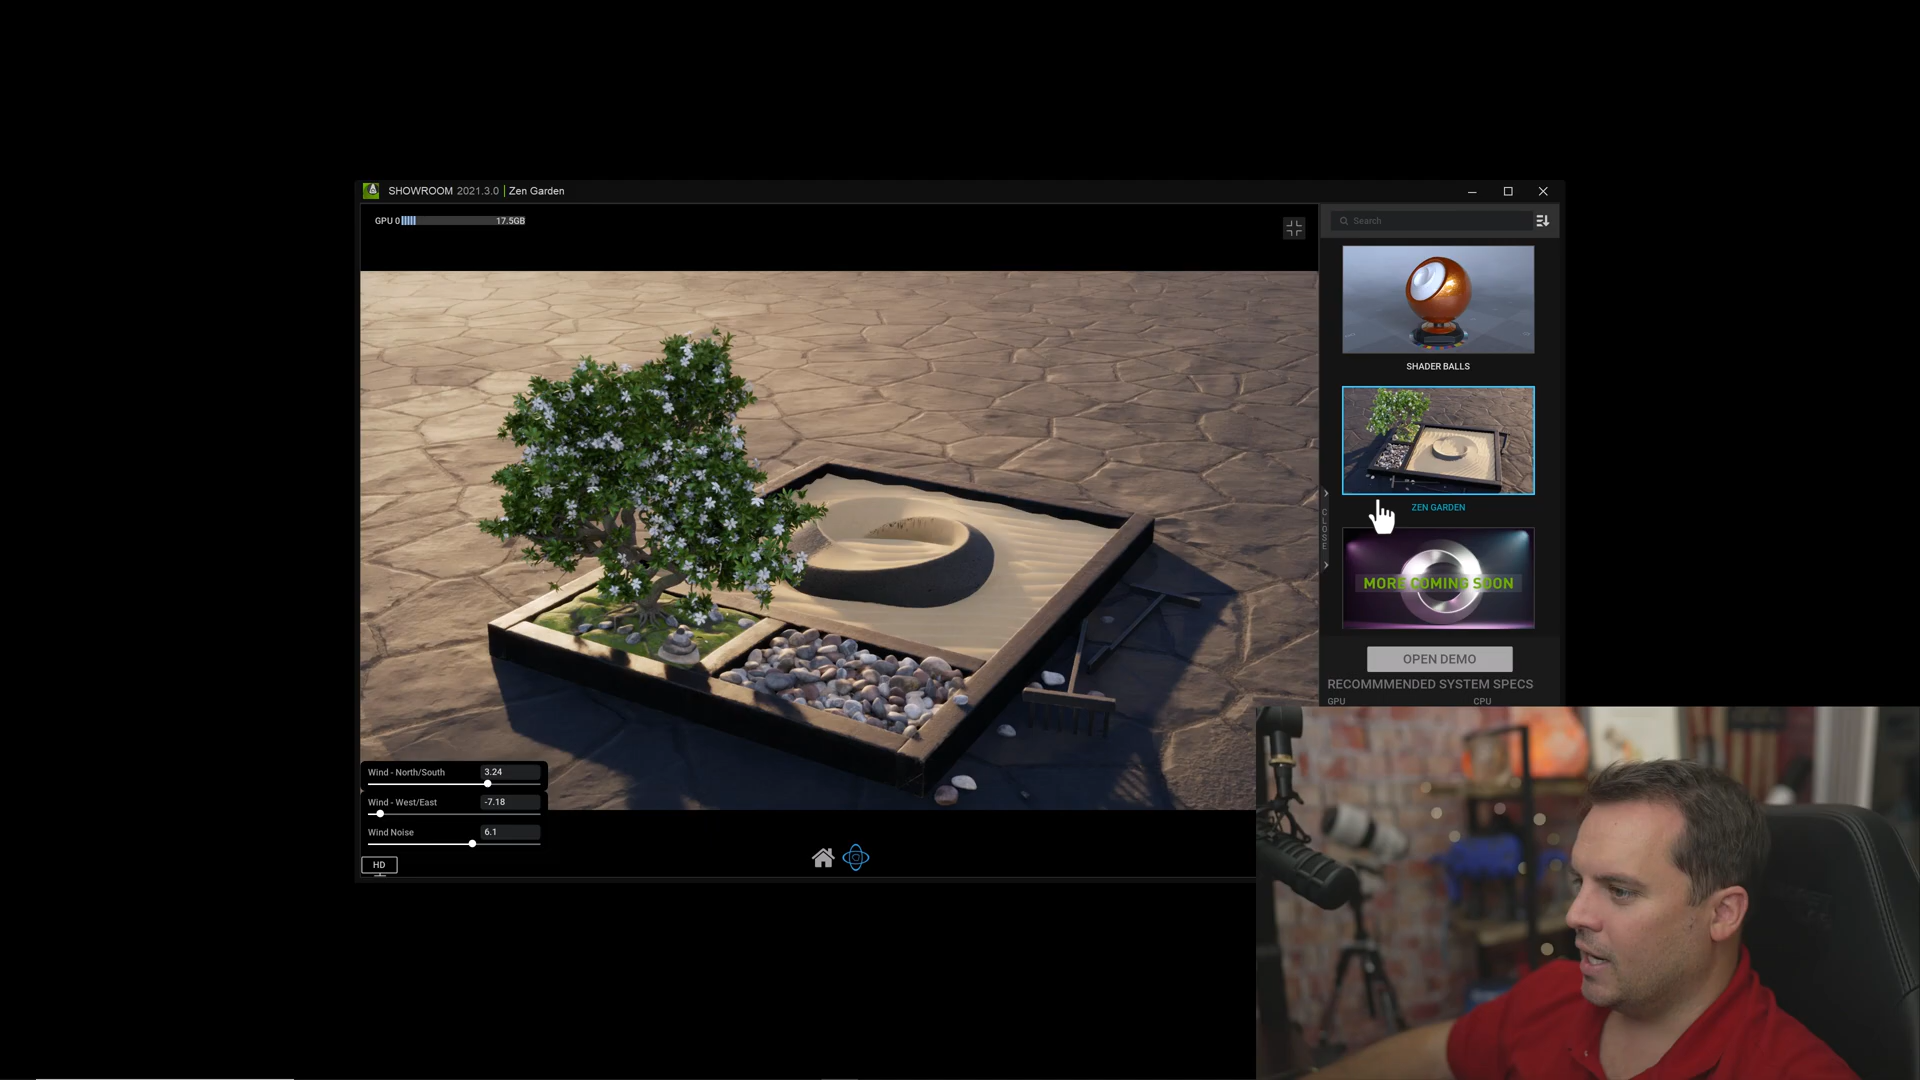 SHOWROOM 2021.3.0 | Zen Garden
GPU 0 17.5GB
Search
SHADER BALLS
ZEN GARDEN
CLOSE
MORE COMING SOON
OPEN DEMO
RECOMMMENDED SYSTEM SPECS
GPU CPU
Wind - North/South 3.24
Wind - West/East -7.18
Wind Noise 6.1
HD